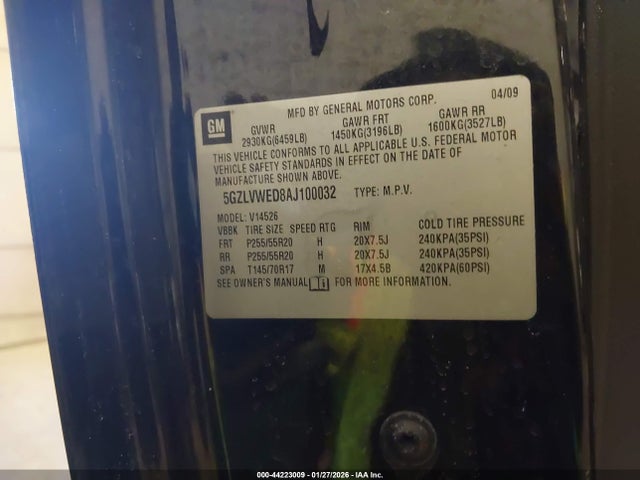 GM
MFD BY GENERAL MOTORS CORP. 04/09
GVWR GAWR FRT GAWR RR
2930KG(6459LB) 1450KG(3196LB) 1600KG(3527LB)
THIS VEHICLE CONFORMS TO ALL APPLICABLE U.S. FEDERAL MOTOR
VEHICLE SAFETY STANDARDS IN EFFECT ON THE DATE OF
MANUFACTURE SHOWN ABOVE.
5GZLVWED8AJ100032 TYPE: M.P.V.
MODEL: V14526
VBBK TIRE SIZE SPEED RTG RIM COLD TIRE PRESSURE
FRT P255/55R20 H 20X7.5J 240KPA(35PSI)
RR P255/55R20 H 20X7.5J 240KPA(35PSI)
SPA T145/70R17 M 17X4.5B 420KPA(60PSI)
SEE OWNER'S MANUAL FOR MORE INFORMATION.
000-44223009 - 01/27/2026 - IAA Inc.